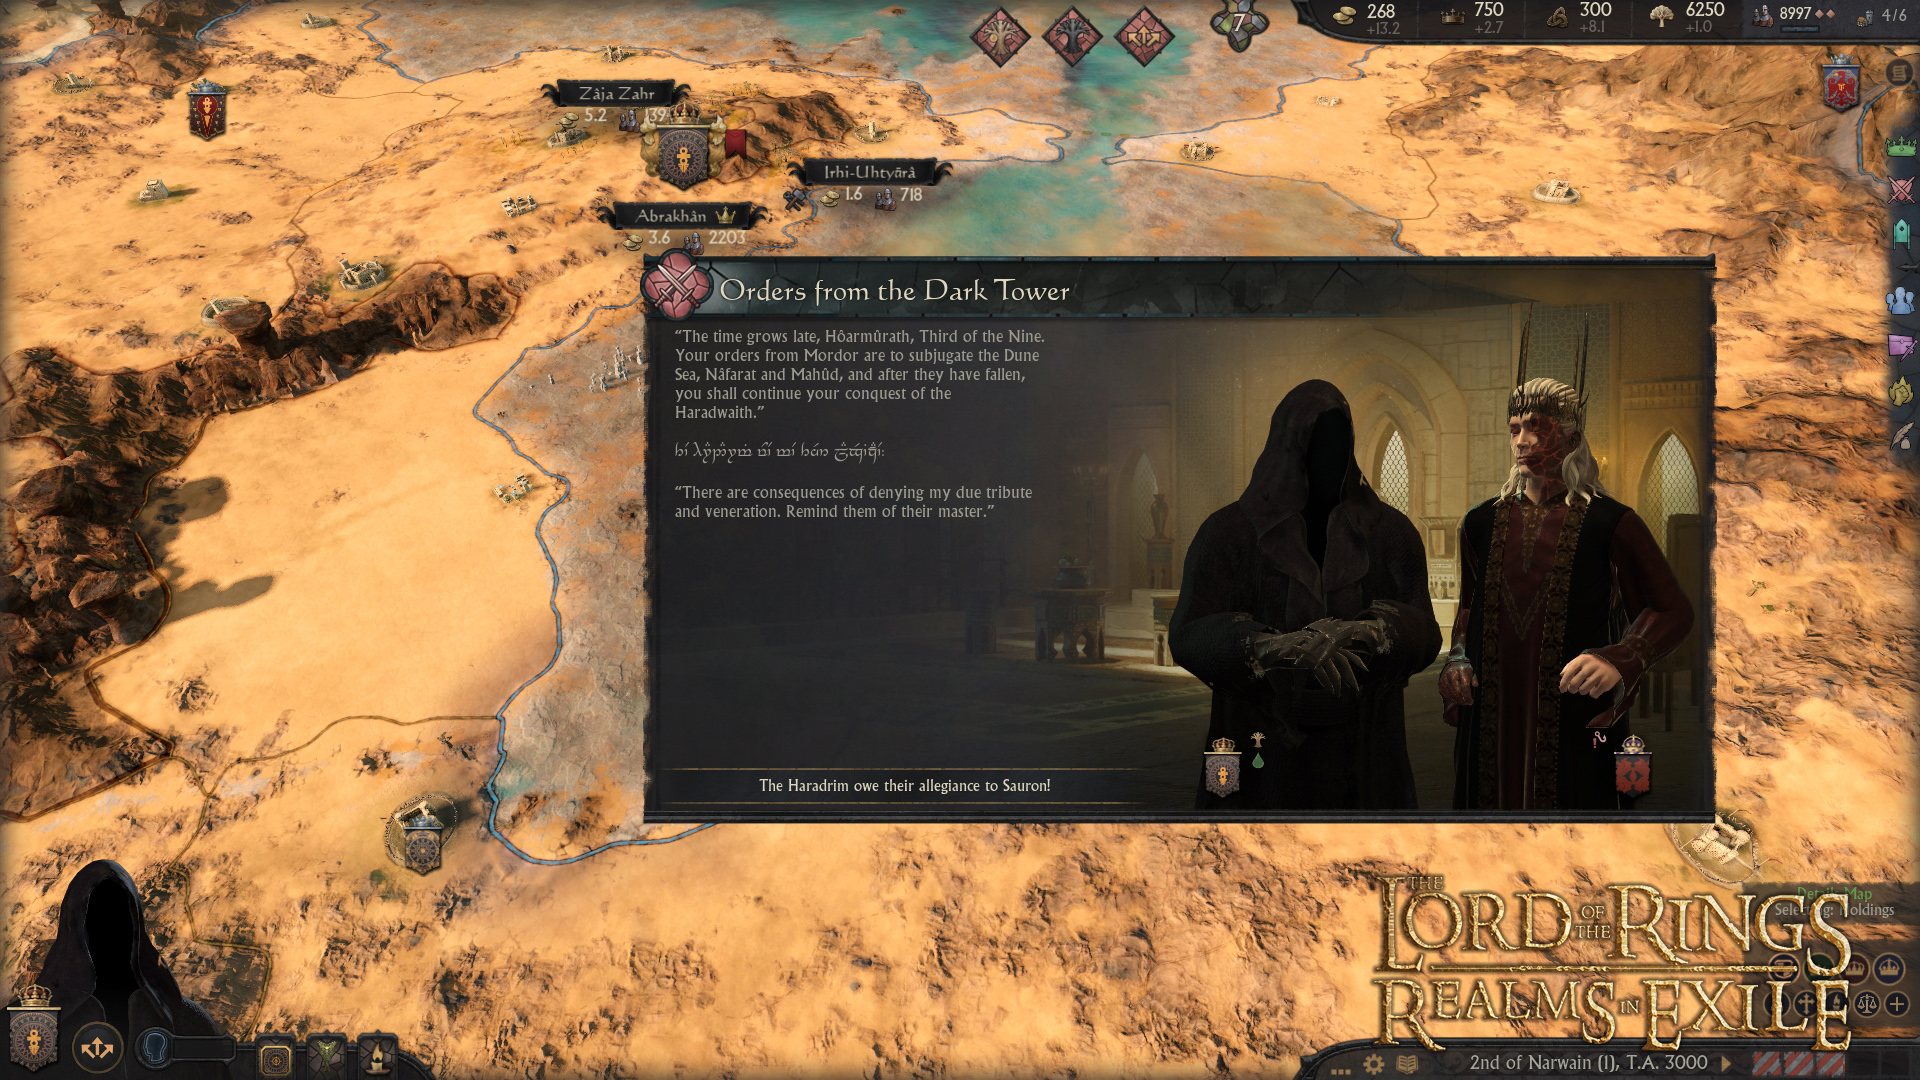 268
+13.2
750
+2.7
300
+8.1
6250
+1.0
8997
4/6
7
Zâja Zahr
5.2 139
Irhi-Uhtyārâ
1.6 718
Abrakhân
3.6 2203
Orders from the Dark Tower
“The time grows late, Hôarmûrath, Third of the Nine.
Your orders from Mordor are to subjugate the Dune
Sea, Nâfarat and Mahûd, and after they have fallen,
you shall continue your conquest of the
Haradwaith.”
“There are consequences of denying my due tribute
and veneration. Remind them of their master.”
The Haradrim owe their allegiance to Sauron!
Map
THE
LORD OF THE RINGS
REALMS IN EXILE
2nd of Narwain (1), T.A. 3000